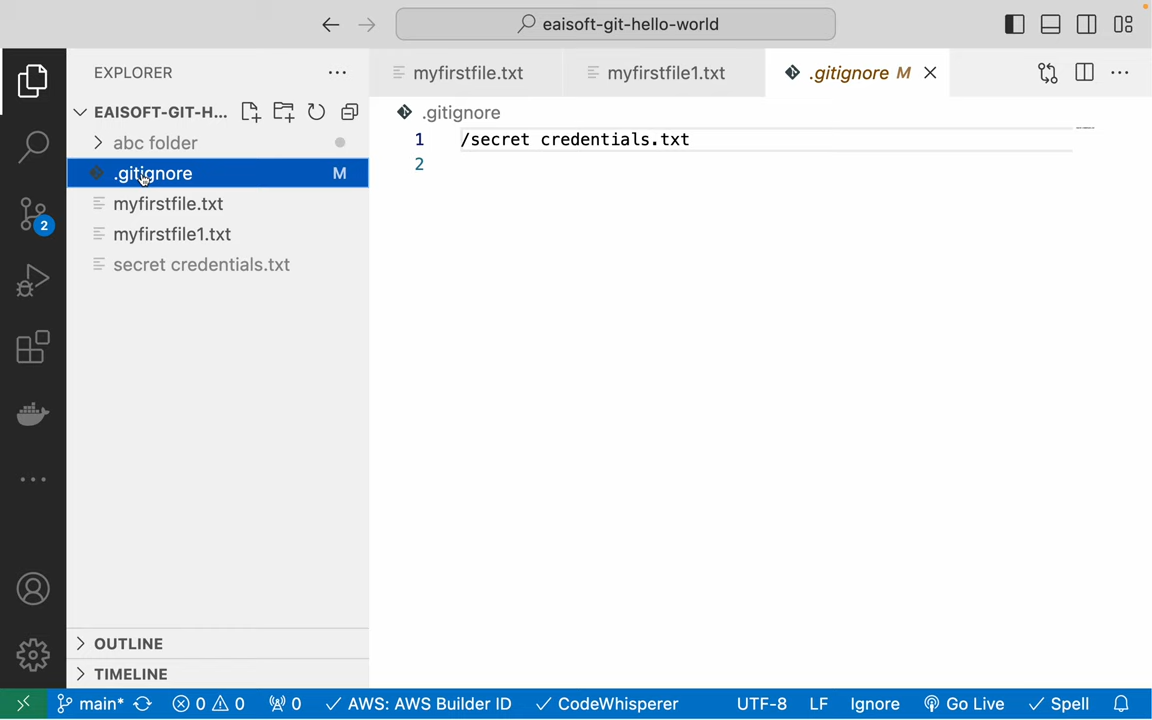 eaisoft-git-hello-world
EXPLORER
myfirstfile.txt
myfirstfile1.txt
.gitignore M
EAISOFT-GIT-H...
.gitignore
abc folder
1 /secret credentials.txt
.gitignore M
2
myfirstfile.txt
2
myfirstfile1.txt
secret credentials.txt
OUTLINE
TIMELINE
main* 0 0 0 AWS: AWS Builder ID CodeWhisperer UTF-8 LF Ignore Go Live Spell